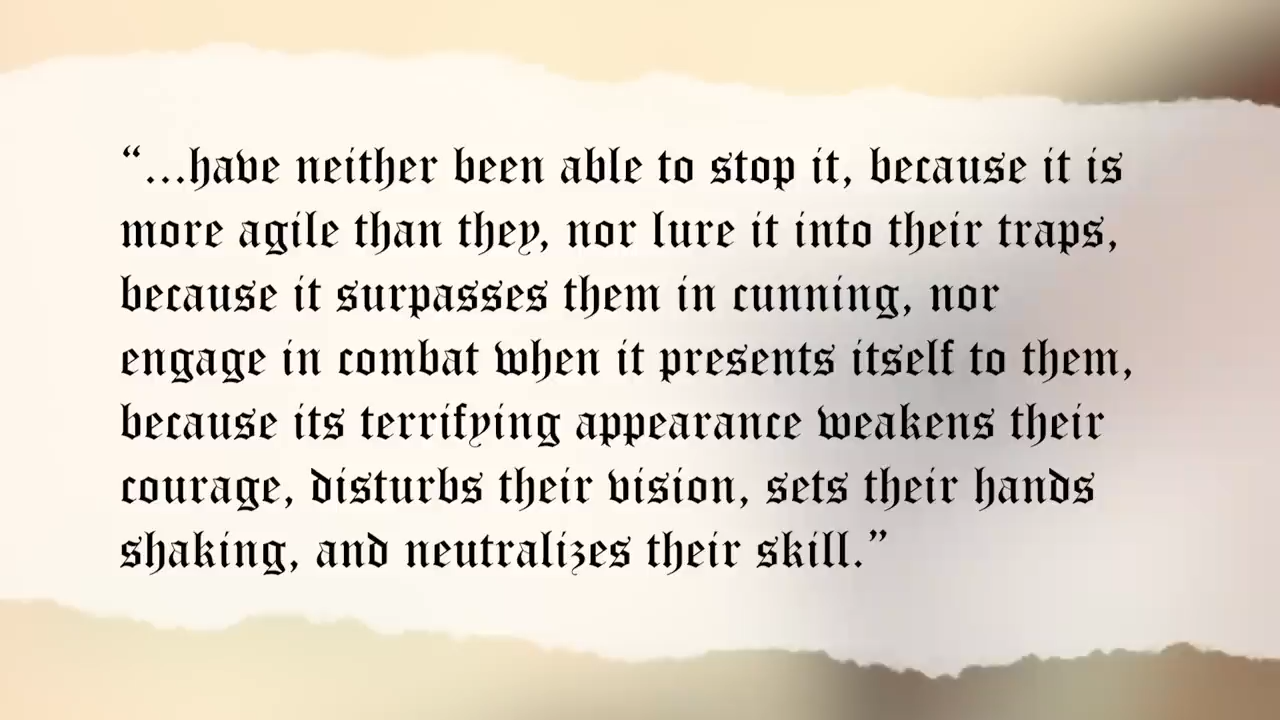 “...have neither been able to stop it, because it is
more agile than they, nor lure it into their traps,
because it surpasses them in cunning, nor
engage in combat when it presents itself to them,
because its terrifying appearance weakens their
courage, disturbs their vision, sets their hands
shaking, and neutralizes their skill.”